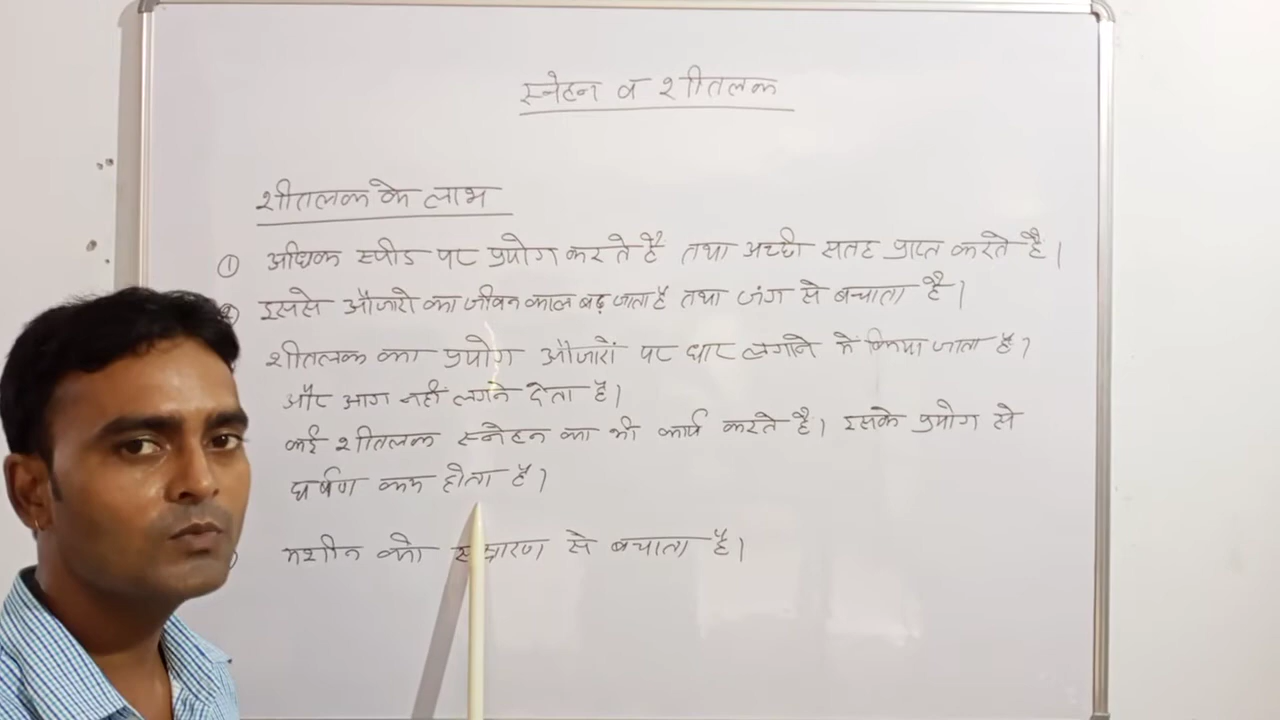 स्नेहन व शीतलक
शीतलक के लाभ
① अधिक स्पीड पर प्रयोग करते है तथा अच्छी सतह प्राप्त करते है।
इससे औजारो का जीवन काल बढ़ जाता है तथा जंग से बचाता है।
शीतलक का प्रयोग औजारों पर धार लगाने में किया जाता है।
और आग नहीं लगने देता है।
कई शीतलक स्नेहन का भी कार्य करते है। इसके प्रयोग से
घर्षण कम होता है।
मशीन को से बचाता है।